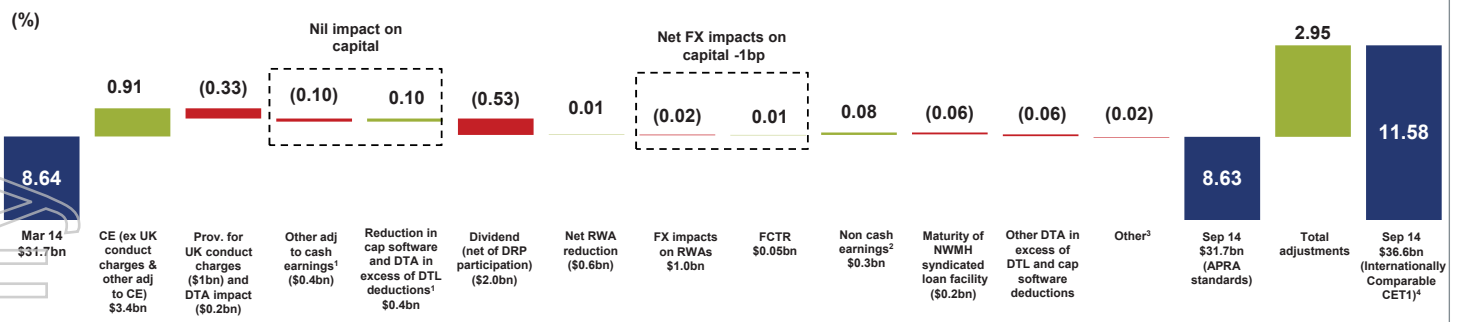 (%)
Nil impact on
capital
Net FX impacts on
capital -1bp
8.64
0.91
(0.33)
(0.10)
0.10
(0.53)
0.01
(0.02)
0.01
0.08
(0.06)
(0.06)
(0.02)
8.63
2.95
11.58
Mar 14
$31.7bn
CE (ex UK
conduct
charges &
other adj
to CE)
$3.4bn
Prov. for
UK conduct
charges
($1bn) and
DTA impact
($0.2bn)
Other adj
to cash
earnings¹
($0.4bn)
Reduction in
cap software
and DTA in
excess of DTL
deductions¹
$0.4bn
Dividend
(net of DRP
participation)
($2.0bn)
Net RWA
reduction
($0.6bn)
FX impacts
on RWAs
$1.0bn
FCTR
$0.05bn
Non cash
earnings²
$0.3bn
Maturity of
NWMH
syndicated
loan facility
($0.2bn)
Other DTA in
excess of
DTL and cap
software
deductions
Other³
Sep 14
$31.7bn
(APRA
standards)
Total
adjustments
Sep 14
$36.6bn
(Internationally
Comparable
CET1)⁴